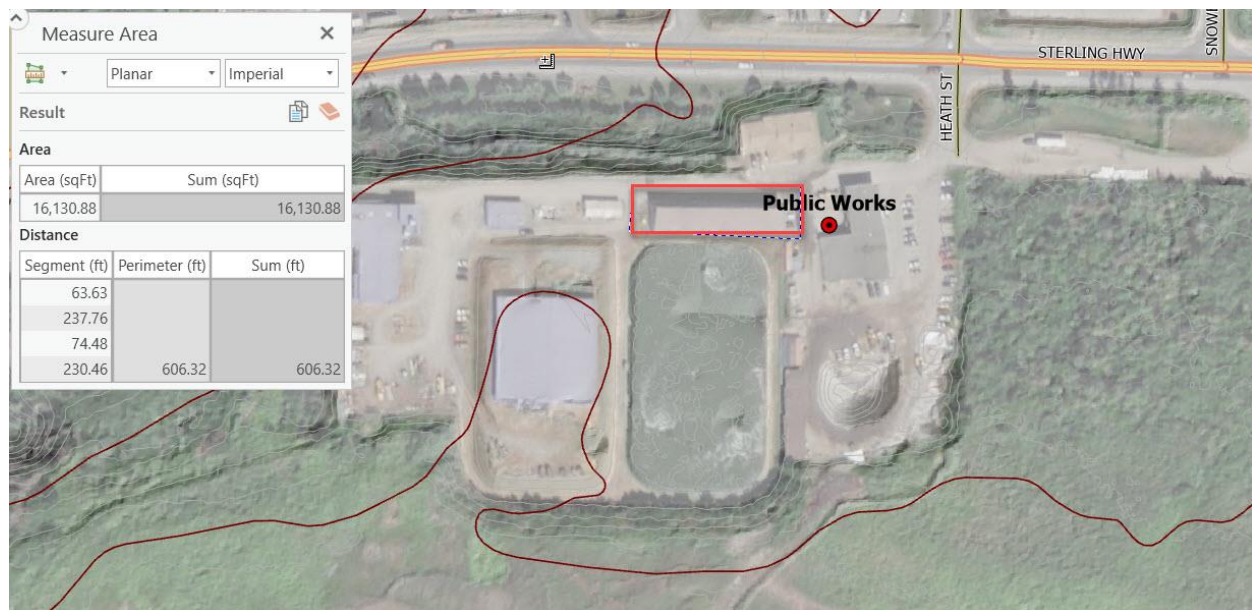 Measure Area
Planar
Imperial
Result
Area
Area (sqFt) Sum (sqFt)
16,130.88 16,130.88
Distance
Segment (ft) Perimeter (ft) Sum (ft)
63.63
237.76
74.48
230.46 606.32 606.32
STERLING HWY
HEATH ST
Public Works